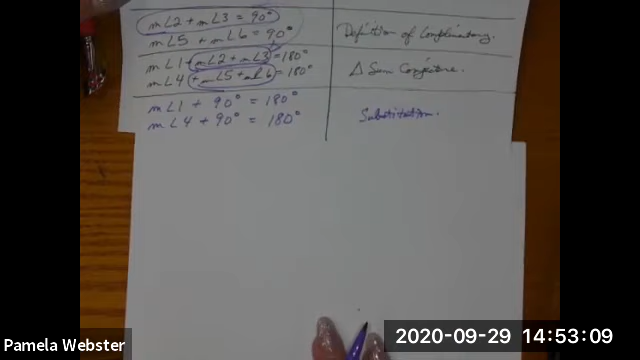 m∠2 + m∠3 = 90°
m∠5 + m∠6 = 90°
Definition of Complimentary.
m∠1 + m∠2 + m∠3 = 180°
m∠4 + m∠5 + m∠6 = 180°
Δ Sum Conjecture.
m∠1 + 90° = 180°
m∠4 + 90° = 180°
Substitution.
2020-09-29 14:53:09
Pamela Webster